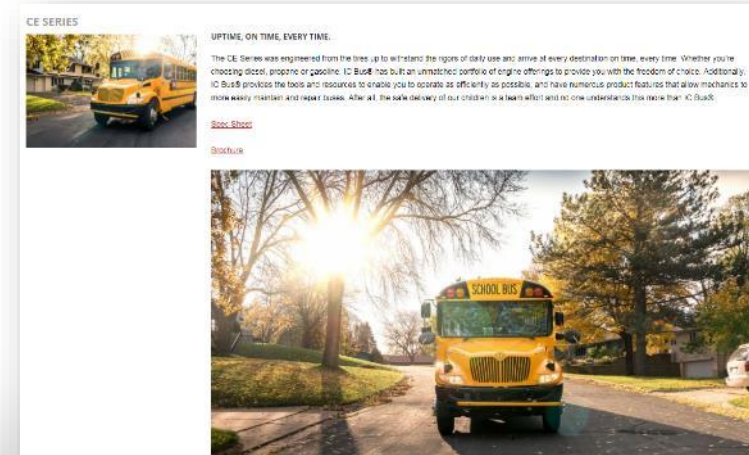 CE SERIES
UPTIME, ON TIME, EVERY TIME.
The CE Series was engineered from the tires up to withstand the rigors of daily use and arrive at every destination on time, every time. Whether you're
choosing diesel, propane or gasoline, IC Bus® has built an unmatched portfolio of engine offerings to provide you with the freedom of choice. Additionally,
IC Bus® provides the tools and resources to enable you to operate as efficiently as possible, and have numerous product features that allow mechanics to
more easily maintain and repair buses. After all, the safe delivery of our children is a team effort and no one understands this more than IC Bus®.
Spec Sheet
Brochure
SCHOOL BUS